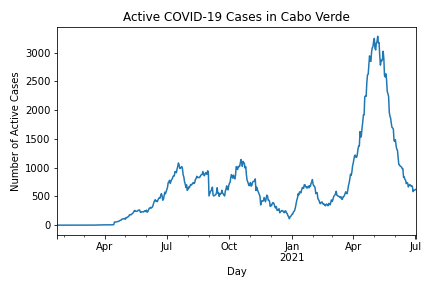 Active COVID-19 Cases in Cabo Verde
3000
2500
2000
1500
1000
500
0
Number of Active Cases
Apr Jul Oct Jan Apr Jul
2021
Day